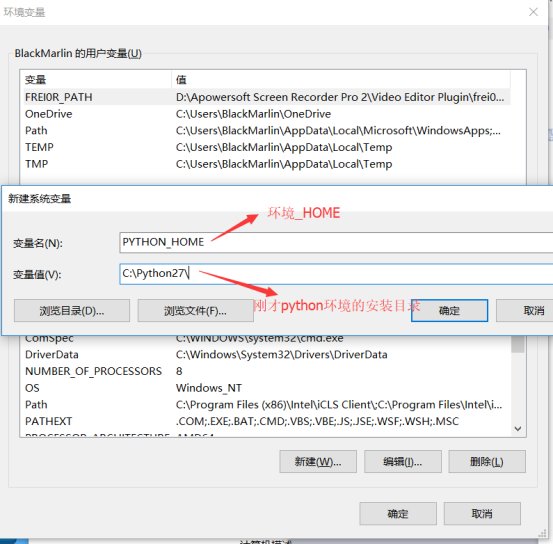 环境变量
BlackMarlin 的用户变量(U)
变量 值
FREI0R_PATH D:\Apowersoft Screen Recorder Pro 2\Video Editor Plugin\frei0...
OneDrive C:\Users\BlackMarlin\OneDrive
Path C:\Users\BlackMarlin\AppData\Local\Microsoft\WindowsApps;...
TEMP C:\Users\BlackMarlin\AppData\Local\Temp
TMP C:\Users\BlackMarlin\AppData\Local\Temp
新建系统变量
环境_HOME
变量名(N): PYTHON_HOME
变量值(V): C:\Python27\
刚才python环境的安装目录
浏览目录(D)... 浏览文件(F)... 确定 取消
ComSpec C:\WINDOWS\system32\cmd.exe
DriverData C:\Windows\System32\Drivers\DriverData
NUMBER_OF_PROCESSORS 8
OS Windows_NT
Path C:\Program Files (x86)\Intel\iCLS Client\;C:\Program Files\Intel\i...
PATHEXT .COM;.EXE;.BAT;.CMD;.VBS;.VBE;.JS;.JSE;.WSF;.WSH;.MSC
PROCESSOR_ARCHITECTURE AMD64
新建(W)... 编辑(I)... 删除(L)
确定 取消
计算机描述